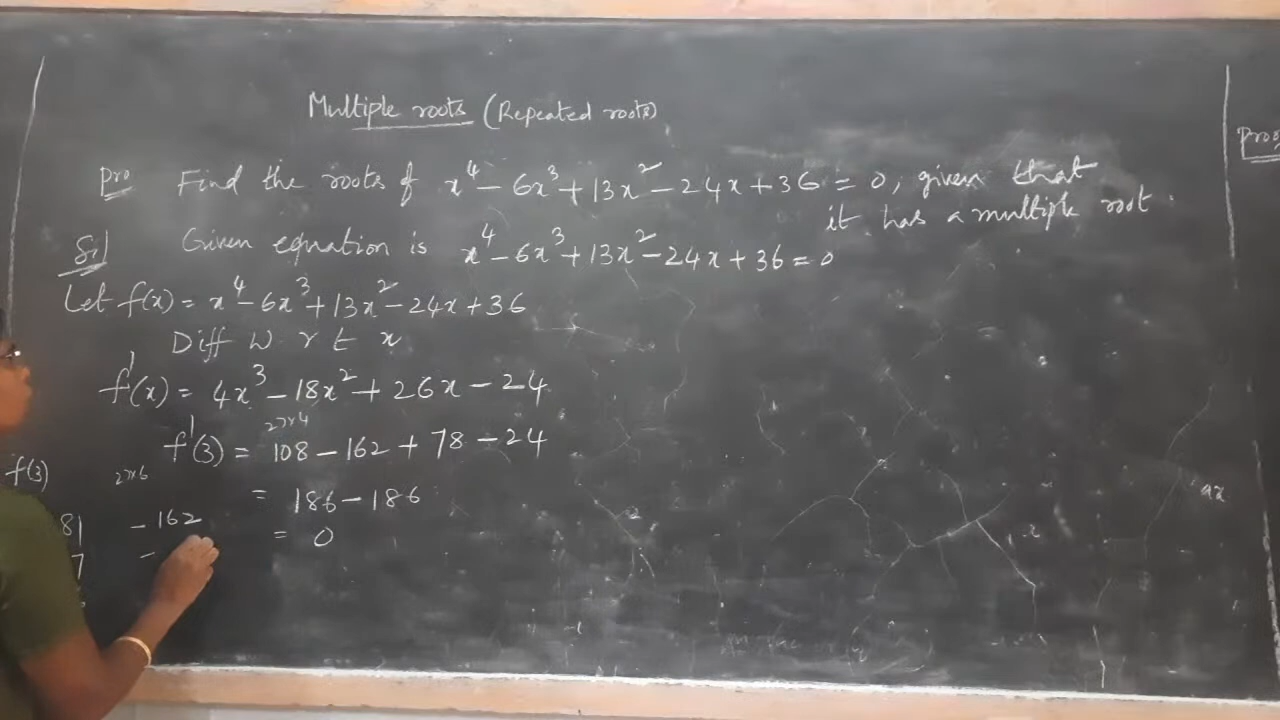 Multiple roots (Repeated roots)
Pro Find the roots of x⁴ - 6x³ + 13x² - 24x + 36 = 0, given that
it has a multiple root.
Sol Given equation is x⁴ - 6x³ + 13x² - 24x + 36 = 0
Let f(x) = x⁴ - 6x³ + 13x² - 24x + 36
Diff w r t x
f'(x) = 4x³ - 18x² + 26x - 24
27×4
f'(3) = 108 - 162 + 78 - 24
= 186 - 186
= 0
f(3)
27×6
81 - 162
7 -
Proo